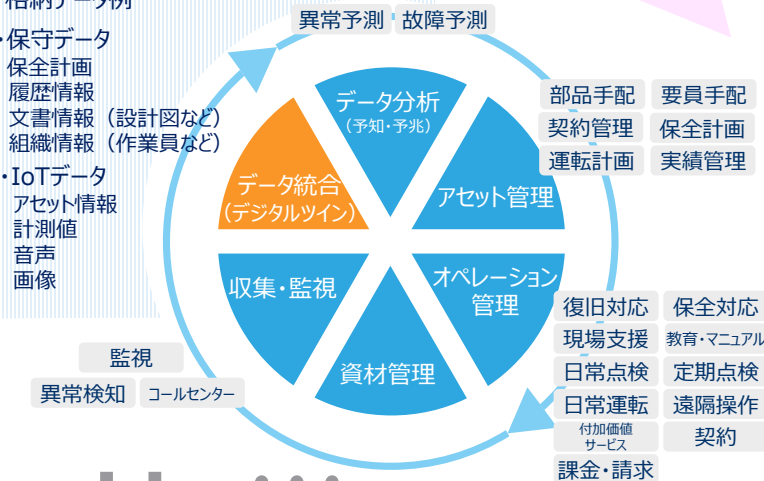 格納データ例
・保守データ
保全計画
履歴情報
文書情報（設計図など）
組織情報（作業員など）
・IoTデータ
アセット情報
計測値
音声
画像
異常予測 故障予測
データ分析
（予知・予兆）
データ統合
（デジタルツイン）
アセット管理
収集・監視
オペレーション
管理
資材管理
部品手配 要員手配
契約管理 保全計画
運転計画 実績管理
復旧対応 保全対応
現場支援 教育・マニュアル
日常点検 定期点検
日常運転 遠隔操作
付加価値
サービス
契約
課金・請求
監視
異常検知 コールセンター